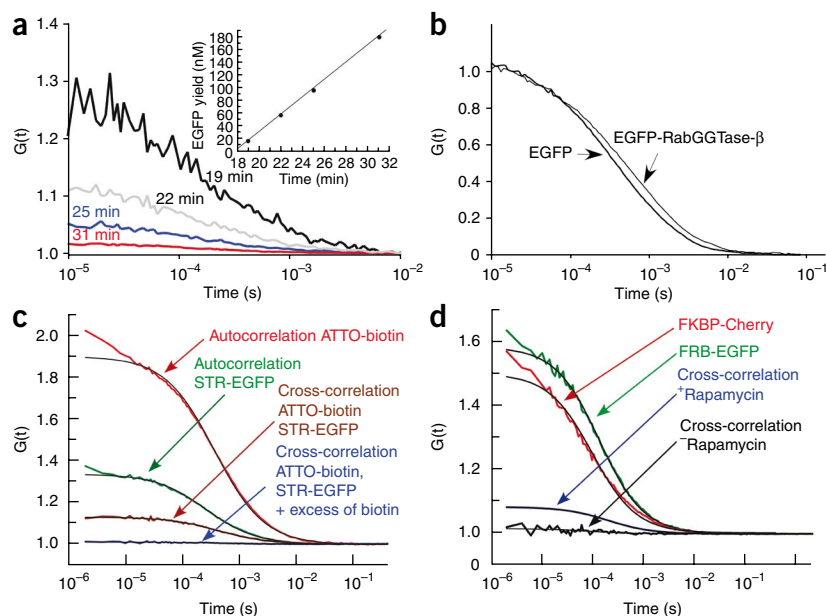 a
1.4
1.3
1.2
1.1
1.0
G(t)
10⁻⁵
10⁻⁴
10⁻³
10⁻²
Time (s)
19 min
22 min
25 min
31 min
EGFP yield (nM)
180
160
140
120
100
80
60
40
20
0
18 20 22 24 26 28 30 32
Time (min)
b
1.0
0.8
0.6
0.4
0.2
0
G(t)
EGFP
EGFP-RabGGTase-β
10⁻⁵
10⁻⁴
10⁻³
10⁻²
10⁻¹
Time (s)
c
2.0
1.8
1.6
1.4
1.2
1.0
G(t)
Autocorrelation ATTO-biotin
Autocorrelation
STR-EGFP
Cross-correlation
ATTO-biotin
STR-EGFP
Cross-correlation
ATTO-biotin,
STR-EGFP
+ excess of biotin
10⁻⁶ 10⁻⁵ 10⁻⁴ 10⁻³ 10⁻² 10⁻¹
Time (s)
d
1.6
1.4
1.2
1.0
G(t)
FKBP-Cherry
FRB-EGFP
Cross-correlation
+Rapamycin
Cross-correlation
−Rapamycin
10⁻⁶ 10⁻⁵ 10⁻⁴ 10⁻³ 10⁻² 10⁻¹
Time (s)